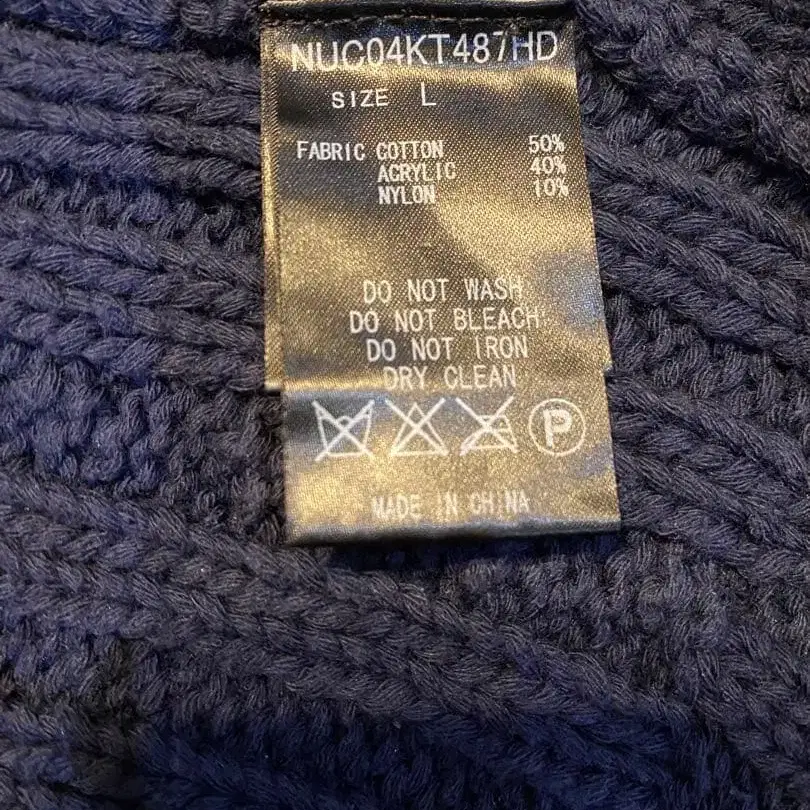 NUC04KT487HD
SIZE L
FABRIC COTTON 50%
ACRYLIC 40%
NYLON 10%
DO NOT WASH
DO NOT BLEACH
DO NOT IRON
DRY CLEAN
P
MADE IN CHINA